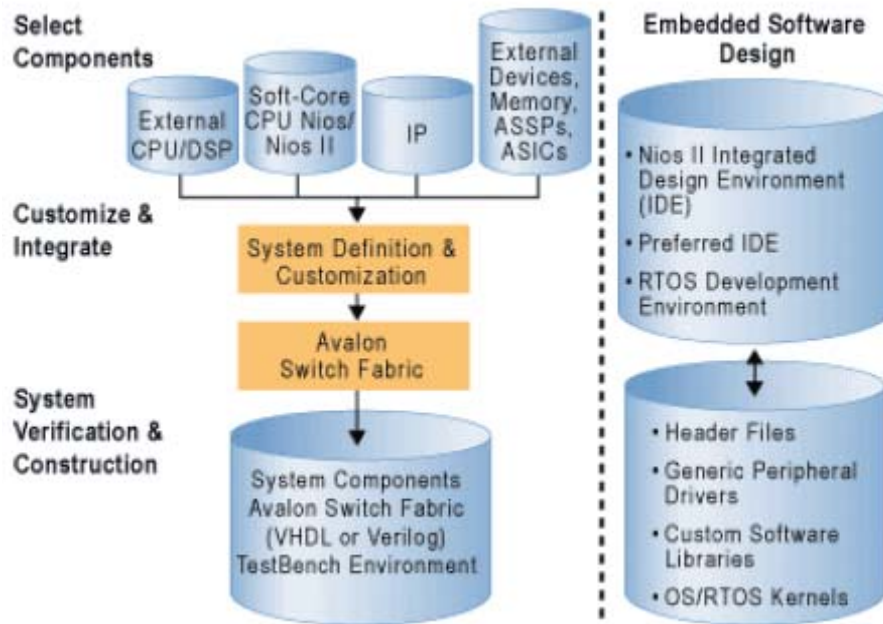 Select
Components
External
CPU/DSP
Soft-Core
CPU Nios/
Nios II
IP
External
Devices,
Memory,
ASSPs,
ASICs
Customize &
Integrate
System Definition &
Customization
Avalon
Switch Fabric
System
Verification &
Construction
System Components
Avalon Switch Fabric
(VHDL or Verilog)
TestBench Environment
Embedded Software
Design
• Nios II Integrated
Design Environment
(IDE)
• Preferred IDE
• RTOS Development
Environment
• Header Files
• Generic Peripheral
Drivers
• Custom Software
Libraries
• OS/RTOS Kernels